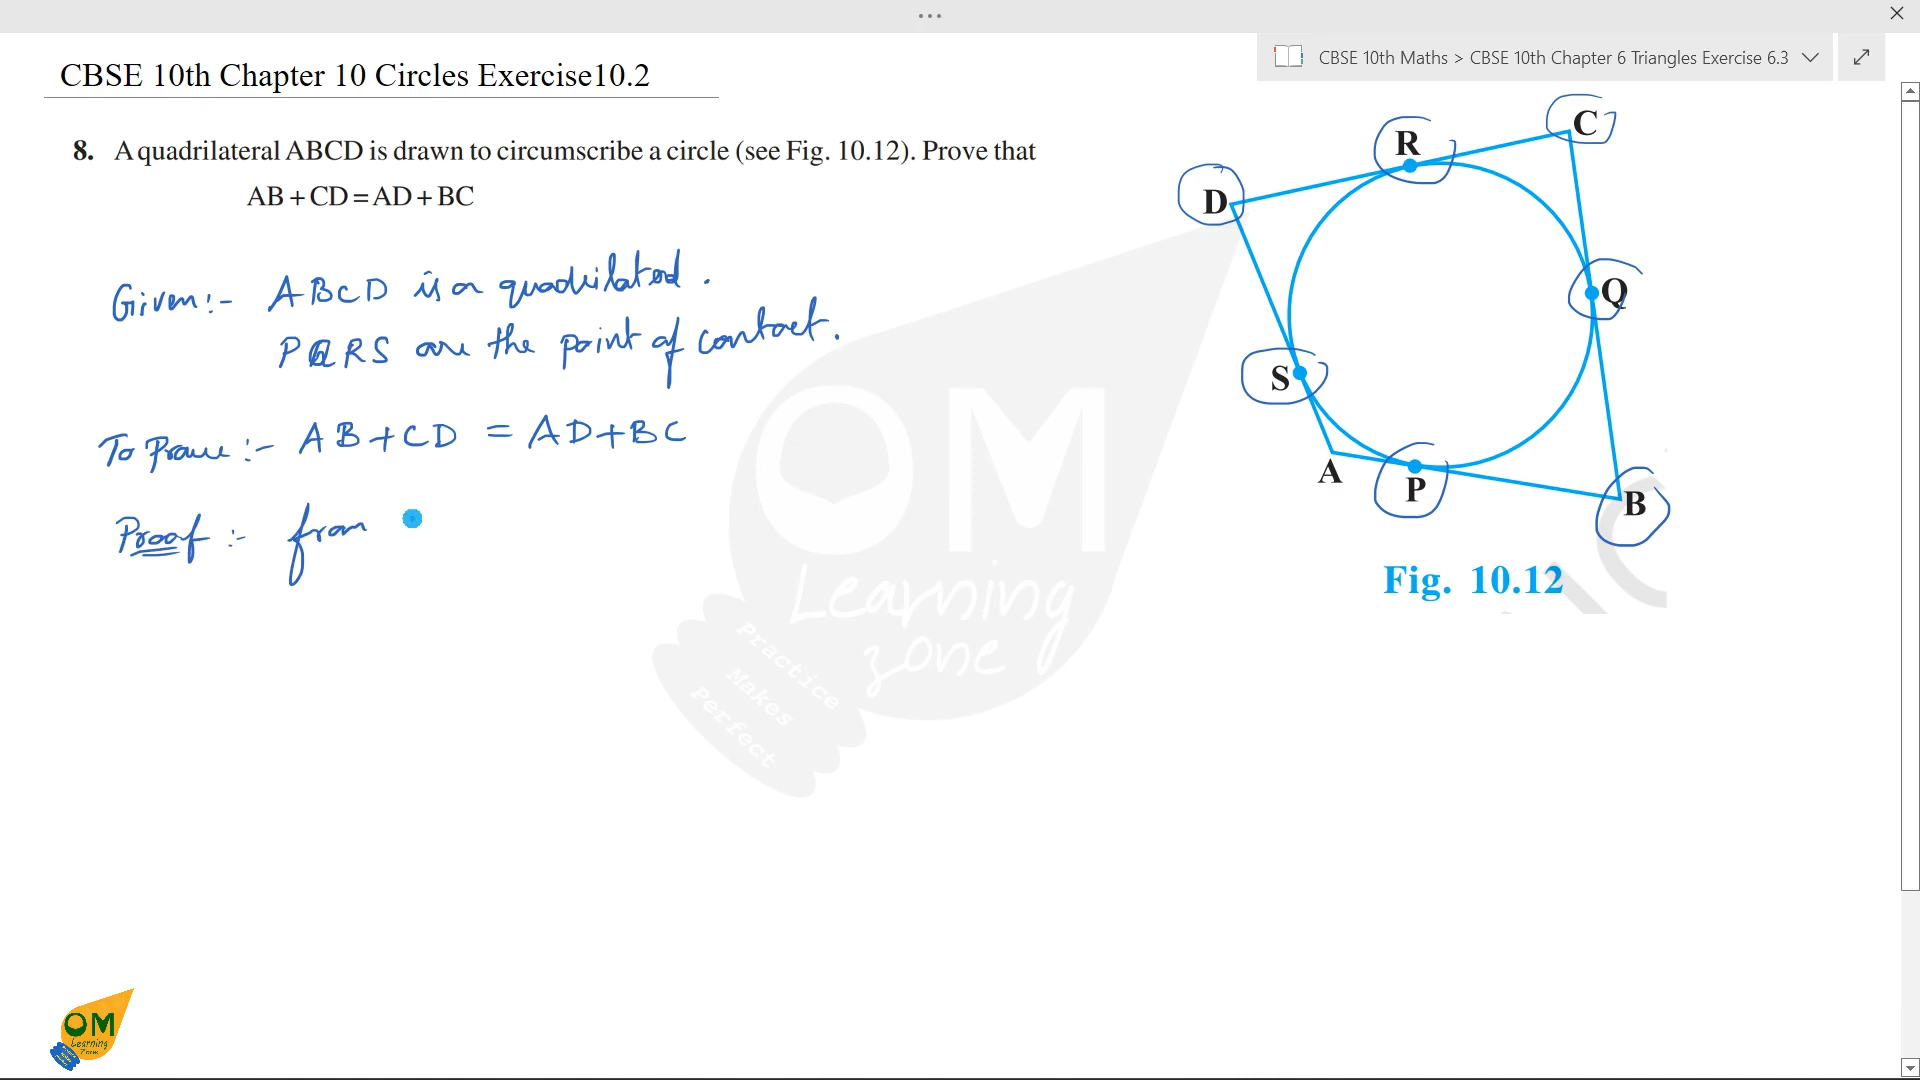 CBSE 10th Maths > CBSE 10th Chapter 6 Triangles Exercise 6.3
CBSE 10th Chapter 10 Circles Exercise10.2
8. A quadrilateral ABCD is drawn to circumscribe a circle (see Fig. 10.12). Prove that
AB + CD = AD + BC
Given:- ABCD is a quadrilateral.
PQRS are the point of contact.
To Prove :- AB+CD = AD+BC
Proof :- from
C
R
D
Q
S
A
P
B
Fig. 10.12
OM
Learning
zone
Practice
Makes
Perfect
OM
Learning
Zone